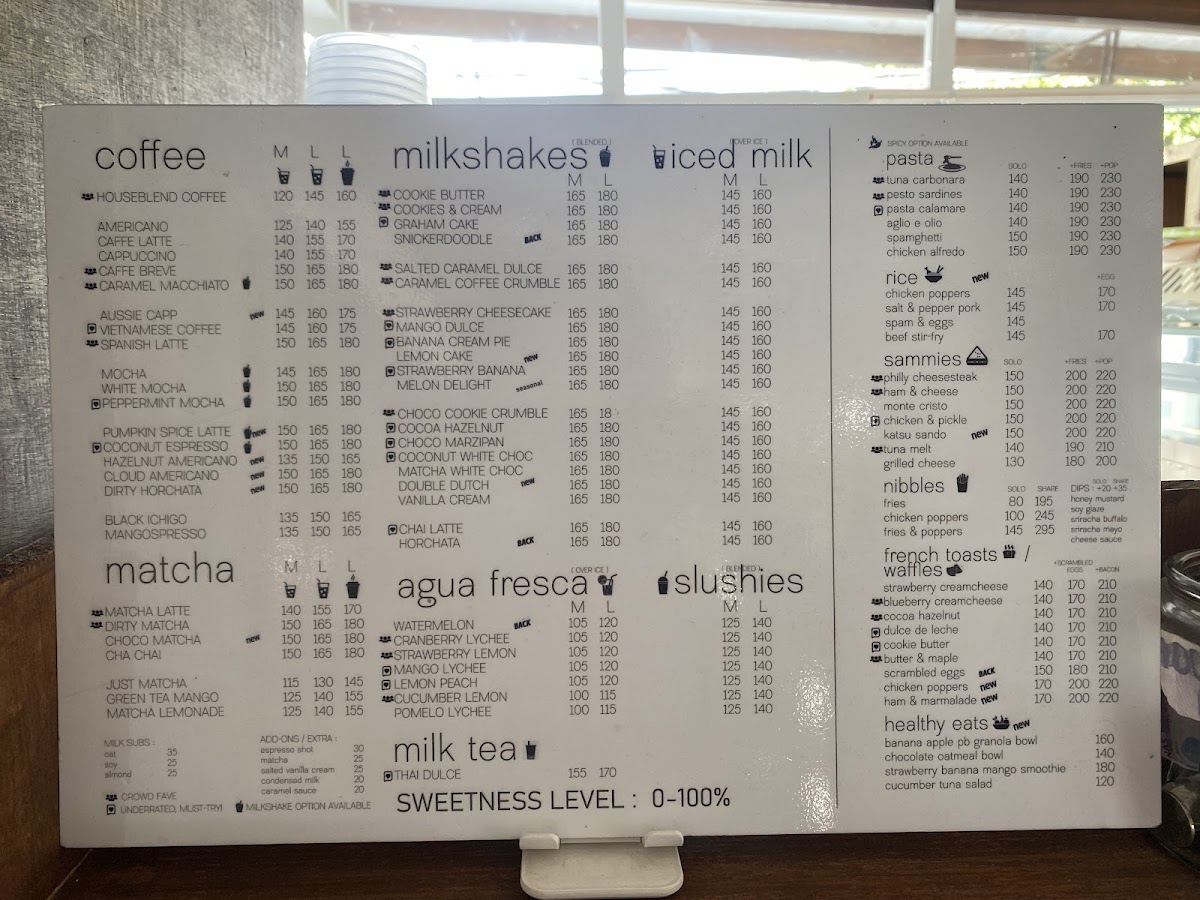 coffee
M L L
HOUSEBLEND COFFEE 120 145 160
AMERICANO 125 140 155
CAFFE LATTE 140 155 170
CAPPUCCINO 140 155 170
CAFFE BREVE 150 165 180
CARAMEL MACCHIATO 150 165 180
AUSSIE CAPP new 145 160 175
VIETNAMESE COFFEE 145 160 175
SPANISH LATTE 150 165 180
MOCHA 145 165 180
WHITE MOCHA 150 165 180
PEPPERMINT MOCHA 150 165 180
PUMPKIN SPICE LATTE new 150 165 180
COCONUT ESPRESSO 150 165 180
HAZELNUT AMERICANO new 135 150 165
CLOUD AMERICANO new 150 165 180
DIRTY HORCHATA new 150 165 180
BLACK ICHIGO 135 150 165
MANGOSPRESSO 135 150 165
matcha
M L L
MATCHA LATTE 140 155 170
DIRTY MATCHA 150 165 180
CHOCO MATCHA new 150 165 180
CHA CHAI 150 165 180
JUST MATCHA 115 130 145
GREEN TEA MANGO 125 140 155
MATCHA LEMONADE 125 140 155
MILK SUBS :
oat 35
soy 25
almond 25
ADD-ONS / EXTRA :
espresso shot 30
matcha 25
salted vanilla cream 25
condensed milk 20
caramel sauce 20
CROWD FAVE
UNDERRATED, MUST-TRY!
MILKSHAKE OPTION AVAILABLE
milkshakes ( BLENDED ) iced milk ( OVER ICE )
M L M L
COOKIE BUTTER 165 180 145 160
COOKIES & CREAM 165 180 145 160
GRAHAM CAKE 165 180 145 160
SNICKERDOODLE BACK 165 180 145 160
SALTED CARAMEL DULCE 165 180 145 160
CARAMEL COFFEE CRUMBLE 165 180 145 160
STRAWBERRY CHEESECAKE 165 180 145 160
MANGO DULCE 165 180 145 160
BANANA CREAM PIE 165 180 145 160
LEMON CAKE new 165 180 145 160
STRAWBERRY BANANA 165 180 145 160
MELON DELIGHT seasonal 165 180 145 160
CHOCO COOKIE CRUMBLE 165 18 145 160
COCOA HAZELNUT 165 180 145 160
CHOCO MARZIPAN 165 180 145 160
COCONUT WHITE CHOC 165 180 145 160
MATCHA WHITE CHOC 165 180 145 160
DOUBLE DUTCH new 165 180 145 160
VANILLA CREAM 165 180 145 160
CHAI LATTE 165 180 145 160
HORCHATA BACK 165 180 145 160
agua fresca ( OVER ICE ) slushies ( BLENDED )
M L M L
WATERMELON BACK 105 120 125 140
CRANBERRY LYCHEE 105 120 125 140
STRAWBERRY LEMON 105 120 125 140
MANGO LYCHEE 105 120 125 140
LEMON PEACH 105 120 125 140
CUCUMBER LEMON 100 115 125 140
POMELO LYCHEE 100 115 125 140
milk tea
THAI DULCE 155 170
SWEETNESS LEVEL : 0-100%
SPICY OPTION AVAILABLE
pasta SOLO +FRIES +POP
tuna carbonara 140 190 230
pesto sardines 140 190 230
pasta calamare 140 190 230
aglio e olio 140 190 230
spamghetti 150 190 230
chicken alfredo 150 190 230
rice new +EGG
chicken poppers 145 170
salt & pepper pork 145 170
spam & eggs 145
beef stir-fry 145 170
sammies SOLO +FRIES +POP
philly cheesesteak 150 200 220
ham & cheese 150 200 220
monte cristo 150 200 220
chicken & pickle 150 200 220
katsu sando new 150 200 220
tuna melt 140 190 210
grilled cheese 130 180 200
nibbles SOLO SHARE
fries 80 195
chicken poppers 100 245
fries & poppers 145 295
SOLO SHARE
DIPS : +20 +35
honey mustard
soy glaze
sriracha buffalo
sriracha mayo
cheese sauce
french toasts /
waffles +SCRAMBLED EGGS +BACON
strawberry creamcheese 140 170 210
blueberry creamcheese 140 170 210
cocoa hazelnut 140 170 210
dulce de leche 140 170 210
cookie butter 140 170 210
butter & maple 140 170 210
scrambled eggs BACK 150 180 210
chicken poppers new 170 200 220
ham & marmalade new 170 200 220
healthy eats new
banana apple pb granola bowl 160
chocolate oatmeal bowl 140
strawberry banana mango smoothie 180
cucumber tuna salad 120